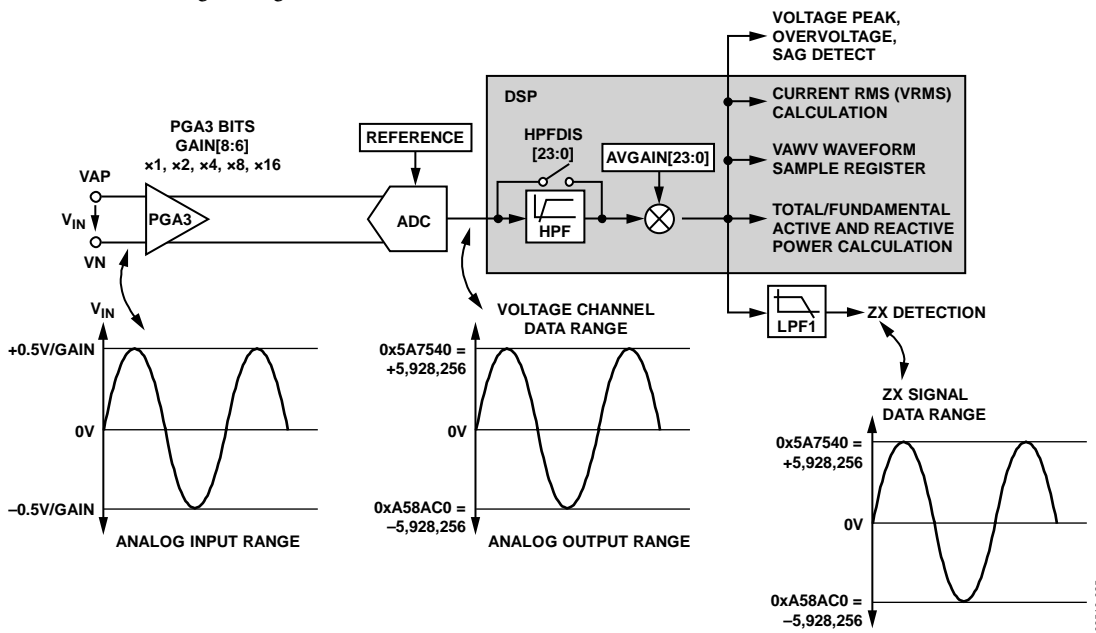 VOLTAGE PEAK,
OVERVOLTAGE,
SAG DETECT
DSP
CURRENT RMS (VRMS)
CALCULATION
PGA3 BITS
GAIN[8:6]
×1, ×2, ×4, ×8, ×16
REFERENCE
HPFDIS
[23:0]
AVGAIN[23:0]
VAWV WAVEFORM
SAMPLE REGISTER
VAP
VIN
VN
PGA3
ADC
HPF
TOTAL/FUNDAMENTAL
ACTIVE AND REACTIVE
POWER CALCULATION
LPF1
ZX DETECTION
VIN
+0.5V/GAIN
0V
–0.5V/GAIN
ANALOG INPUT RANGE
VOLTAGE CHANNEL
DATA RANGE
0x5A7540 =
+5,928,256
0V
0xA58AC0 =
–5,928,256
ANALOG OUTPUT RANGE
ZX SIGNAL
DATA RANGE
0x5A7540 =
+5,928,256
0V
0xA58AC0 =
–5,928,256